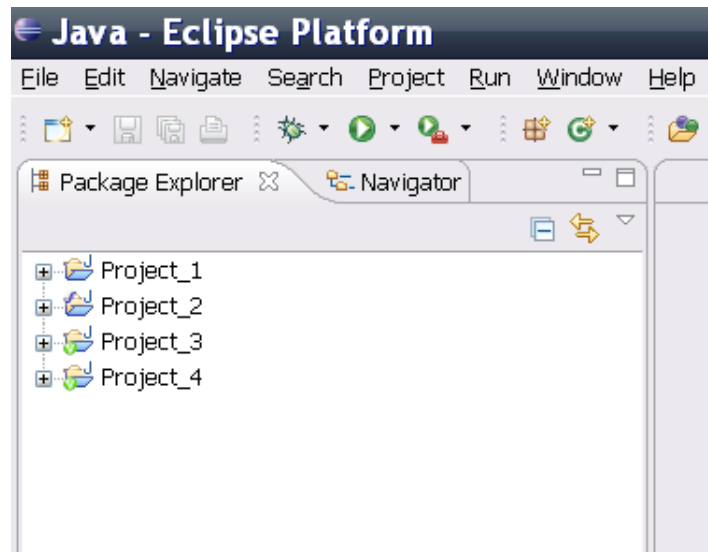 Java - Eclipse Platform
File Edit Navigate Search Project Run Window Help
Package Explorer Navigator
Project_1
Project_2
Project_3
Project_4